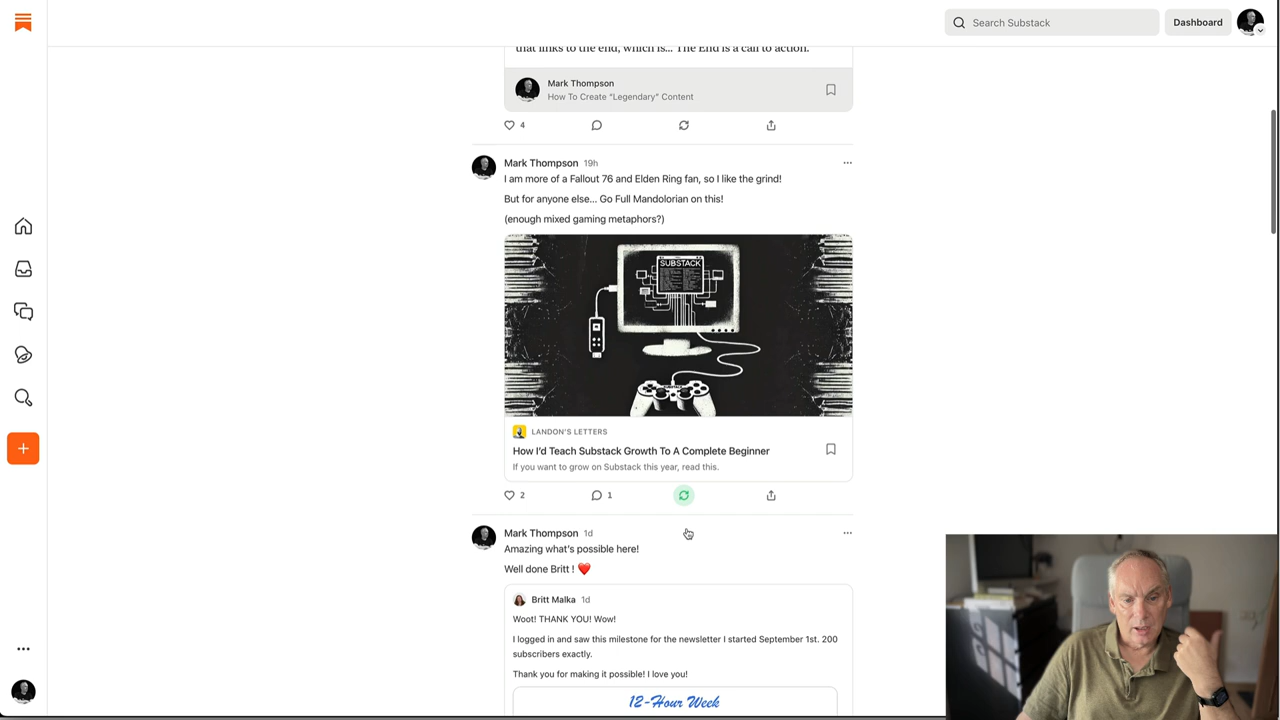 Search Substack
Dashboard
that links to the end, which is... The End is a call to action.
Mark Thompson
How To Create “Legendary” Content
4
Mark Thompson 19h
I am more of a Fallout 76 and Elden Ring fan, so I like the grind!
But for anyone else... Go Full Mandolorian on this!
(enough mixed gaming metaphors?)
SUBSTACK
LANDON'S LETTERS
How I'd Teach Substack Growth To A Complete Beginner
If you want to grow on Substack this year, read this.
2 1
Mark Thompson 1d
Amazing what's possible here!
Well done Britt ! ❤️
Britt Malka 1d
Woot! THANK YOU! Wow!
I logged in and saw this milestone for the newsletter I started September 1st. 200
subscribers exactly.
Thank you for making it possible! I love you!
12-Hour Week